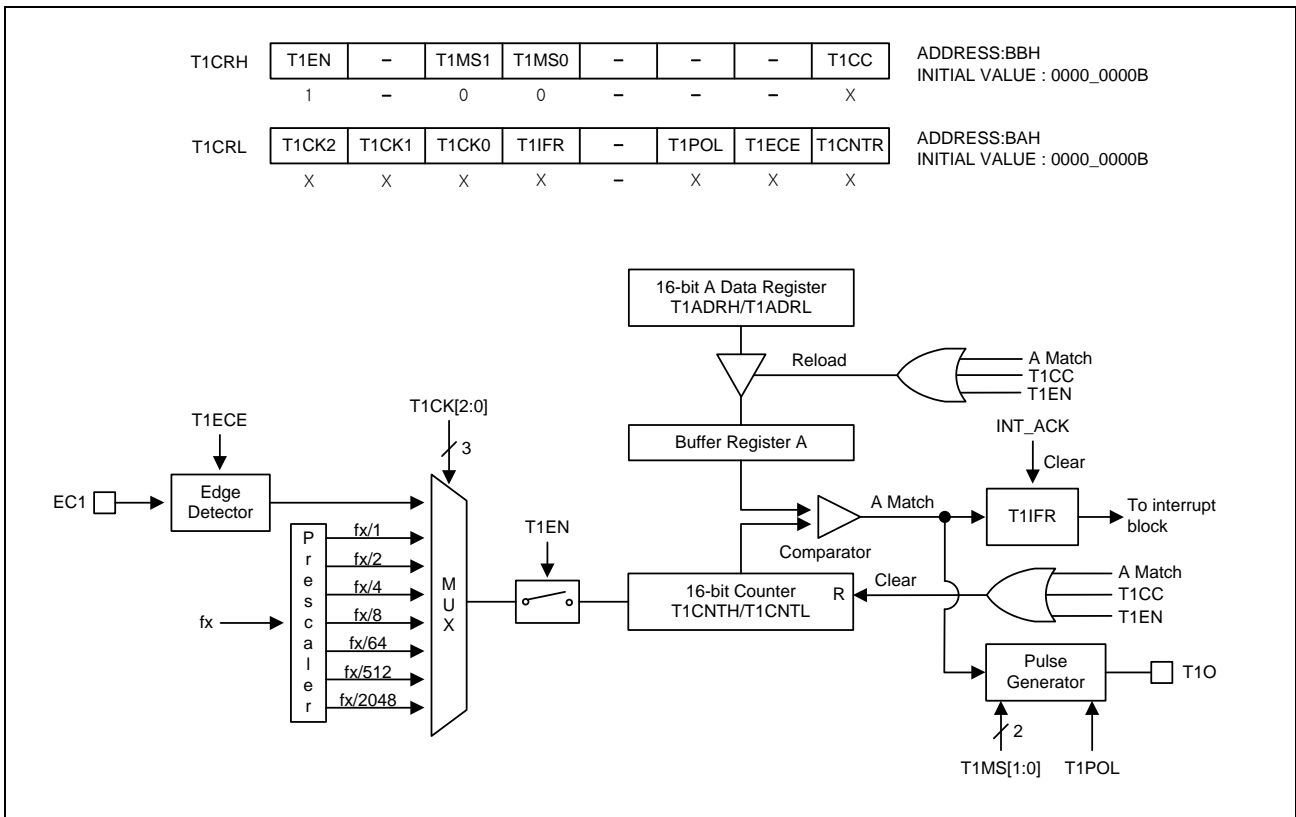 T1CRH T1EN – T1MS1 T1MS0 – – – T1CC ADDRESS:BBH
INITIAL VALUE : 0000_0000B
1 – 0 0 – – – X
T1CRL T1CK2 T1CK1 T1CK0 T1IFR – T1POL T1ECE T1CNTR ADDRESS:BAH
INITIAL VALUE : 0000_0000B
X X X X – X X X
16-bit A Data Register
T1ADRH/T1ADRL
Reload
A Match
T1CC
T1EN
T1ECE
T1CK[2:0]
3
Buffer Register A
INT_ACK
Clear
EC1
Edge
Detector
A Match
T1IFR
To interrupt
block
Comparator
Prescaler
fx/1
fx/2
fx/4
fx/8
fx/64
fx/512
fx/2048
fx
MUX
T1EN
16-bit Counter
T1CNTH/T1CNTL
R
Clear
A Match
T1CC
T1EN
Pulse
Generator
T1O
2
T1MS[1:0]
T1POL